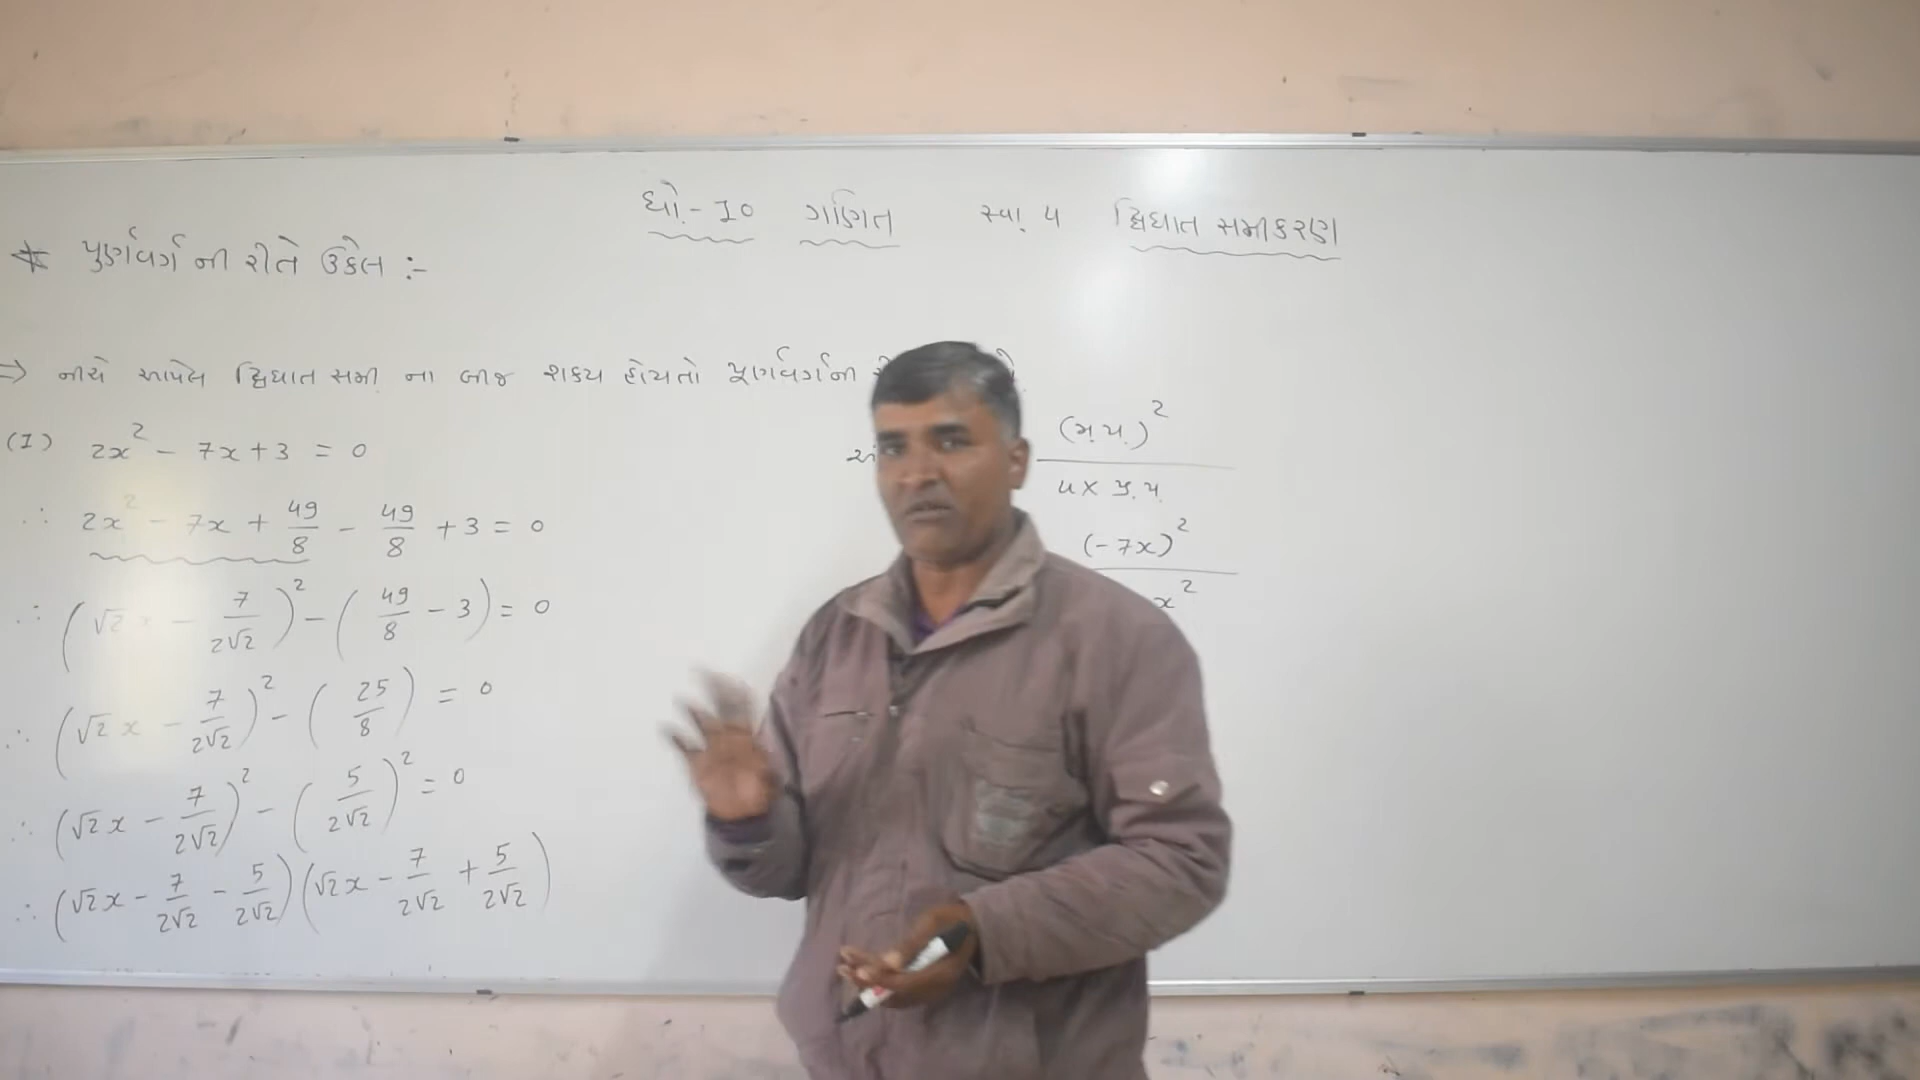 ધો.-10 ગણિત સ્વા. 4 દ્વિઘાત સમીકરણ
* પુર્ણવર્ગ ની રીતે ઉકેલ :-
⇒ નીચે આપેલ દ્વિઘાત સમી. ના બીજ શક્ય હોયતો પૂર્ણવર્ગની
(I) 2x² - 7x + 3 = 0
∴ 2x² - 7x + 49/8 - 49/8 + 3 = 0
∴ (√2 x - 7/2√2)² - (49/8 - 3) = 0
∴ (√2 x - 7/2√2)² - (25/8) = 0
∴ (√2 x - 7/2√2)² - (5/2√2)² = 0
∴ (√2 x - 7/2√2 - 5/2√2)(√2 x - 7/2√2 + 5/2√2)
(મ.પ.)²
4 × પ્ર.પ.
(-7x)²
x²